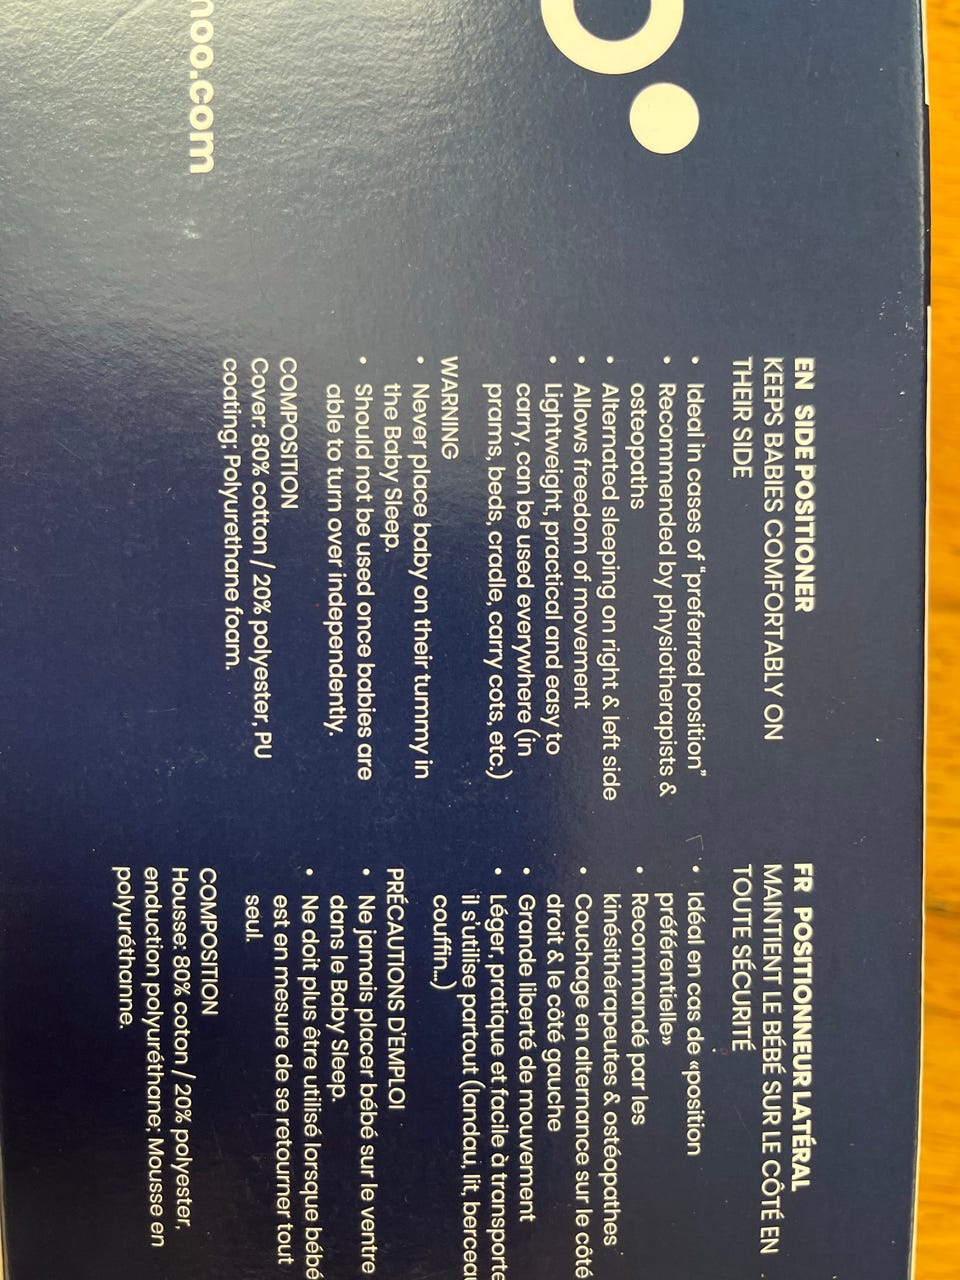 EN SIDE POSITIONER
KEEPS BABIES COMFORTABLY ON
THEIR SIDE
• Ideal in cases of “preferred position”
• Recommended by physiotherapists &
osteopaths
• Alternated sleeping on right & left side
• Allows freedom of movement
• Lightweight, practical and easy to
carry, can be used everywhere (in
prams, beds, cradle, carry cots, etc.)
WARNING
• Never place baby on their tummy in
the Baby Sleep.
• Should not be used once babies are
able to turn over independently.
COMPOSITION
Cover: 80% cotton / 20% polyester, PU
coating; Polyurethane foam.
FR POSITIONNEUR LATÉRAL
MAINTIENT LE BÉBÉ SUR LE CÔTÉ EN
TOUTE SÉCURITÉ
• Idéal en cas de «position
préférentielle»
• Recommandé par les
kinésithérapeutes & ostéopathes
• Couchage en alternance sur le côté
droit & le côté gauche
• Grande liberté de mouvement
• Léger, pratique et facile à transporte
il s'utilise partout (landau, lit, berceau
couffin...)
PRÉCAUTIONS D'EMPLOI
• Ne jamais placer bébé sur le ventre
dans le Baby Sleep.
• Ne doit plus être utilisé lorsque bébé
est en mesure de se retourner tout
seul.
COMPOSITION
Housse: 80% coton / 20% polyester,
enduction polyuréthane; Mousse en
polyuréthanne.
moo.com